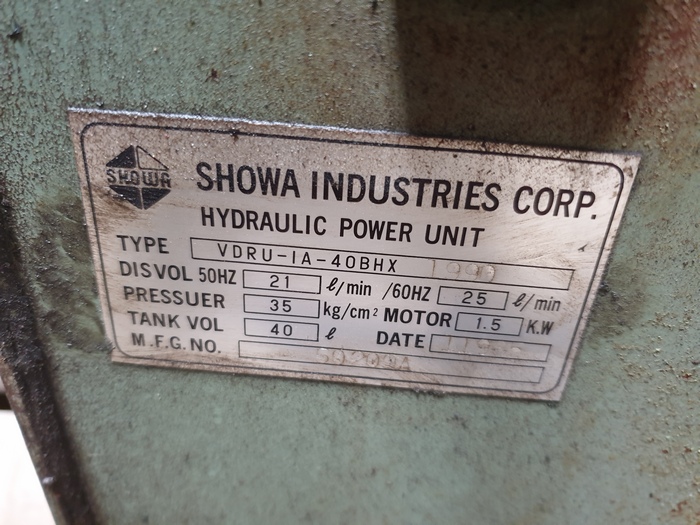 SHOWA
SHOWA INDUSTRIES CORP.
HYDRAULIC POWER UNIT
TYPE VDRU-1A-40BHX
DISVOL 50HZ 21 ℓ/min /60HZ 25 ℓ/min
PRESSUER 35 kg/cm² MOTOR 1.5 K.W
TANK VOL 40 ℓ DATE
M.F.G.NO.